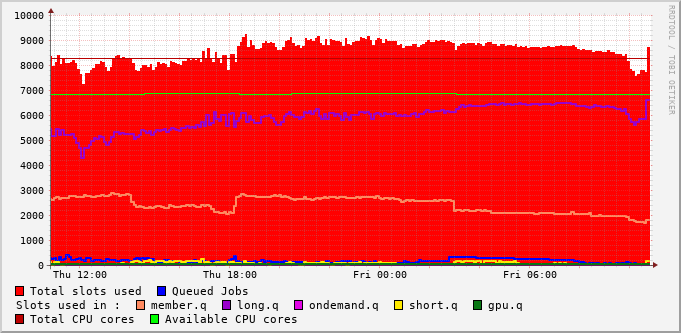 RRDTOOL / TOBI OETIKER
10000
9000
8000
7000
6000
5000
4000
3000
2000
1000
0
Thu 12:00 Thu 18:00 Fri 00:00 Fri 06:00
Total slots used Queued Jobs
Slots used in : member.q long.q ondemand.q short.q gpu.q
Total CPU cores Available CPU cores